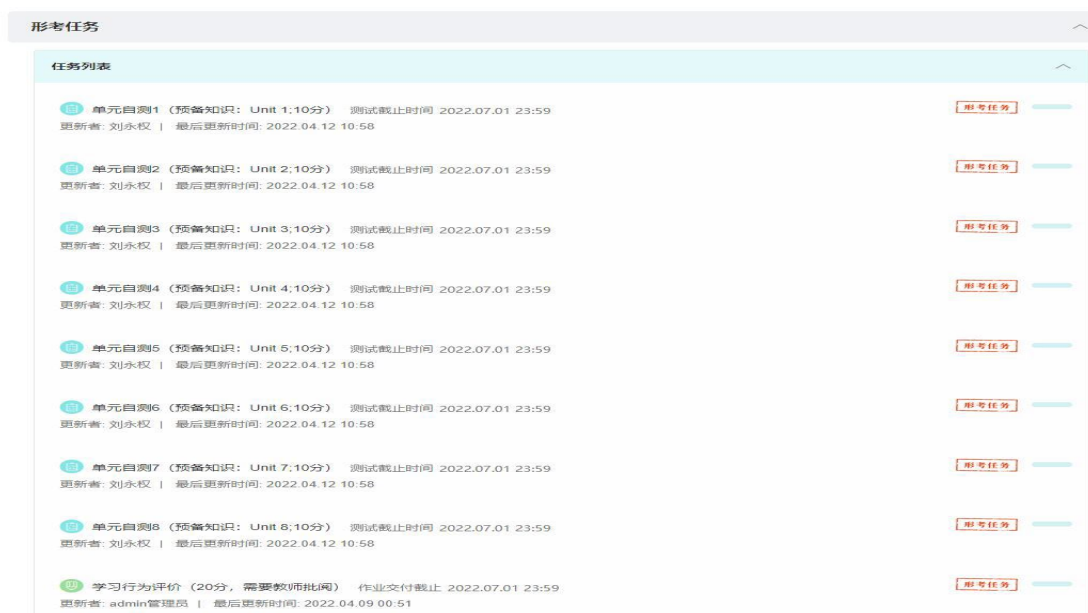 形考任务
任务列表
单元自测1（预备知识：Unit 1;10分） 测试截止时间 2022.07.01 23:59 形考任务
更新者: 刘永权 | 最后更新时间: 2022.04.12 10:58
单元自测2（预备知识：Unit 2;10分） 测试截止时间 2022.07.01 23:59 形考任务
更新者: 刘永权 | 最后更新时间: 2022.04.12 10:58
单元自测3（预备知识：Unit 3;10分） 测试截止时间 2022.07.01 23:59 形考任务
更新者: 刘永权 | 最后更新时间: 2022.04.12 10:58
单元自测4（预备知识：Unit 4;10分） 测试截止时间 2022.07.01 23:59 形考任务
更新者: 刘永权 | 最后更新时间: 2022.04.12 10:58
单元自测5（预备知识：Unit 5;10分） 测试截止时间 2022.07.01 23:59 形考任务
更新者: 刘永权 | 最后更新时间: 2022.04.12 10:58
单元自测6（预备知识：Unit 6;10分） 测试截止时间 2022.07.01 23:59 形考任务
更新者: 刘永权 | 最后更新时间: 2022.04.12 10:58
单元自测7（预备知识：Unit 7;10分） 测试截止时间 2022.07.01 23:59 形考任务
更新者: 刘永权 | 最后更新时间: 2022.04.12 10:58
单元自测8（预备知识：Unit 8;10分） 测试截止时间 2022.07.01 23:59 形考任务
更新者: 刘永权 | 最后更新时间: 2022.04.12 10:58
学习行为评价（20分，需要教师批阅） 作业交付截止 2022.07.01 23:59 形考任务
更新者: admin管理员 | 最后更新时间: 2022.04.09 00:51